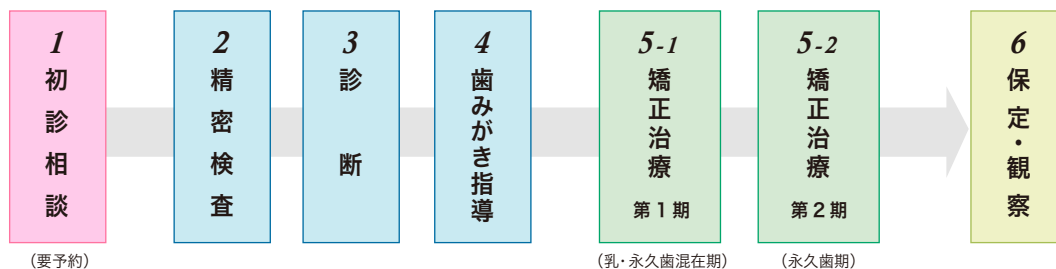 1
初診相談
(要予約)
2
精密検査
3
診断
4
歯みがき指導
5-1
矯正治療
第1期
(乳・永久歯混在期)
5-2
矯正治療
第2期
(永久歯期)
6
保定・観察